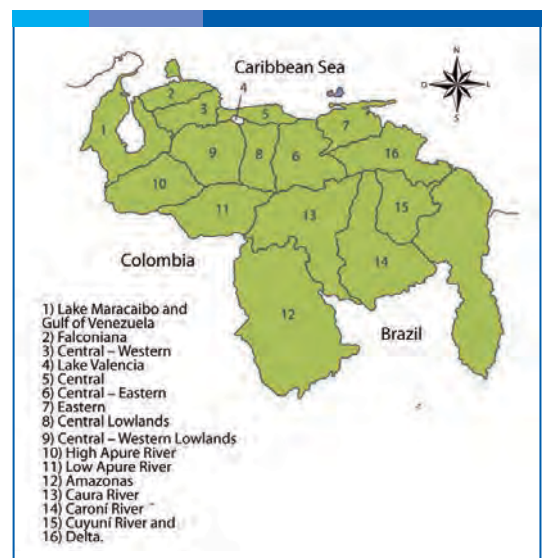 Caribbean Sea
N
O
L
S
4
2
3
5
1
7
9
8
6
16
10
11
13
15
14
12
Colombia
Brazil
1) Lake Maracaibo and
Gulf of Venezuela
2) Falconiana
3) Central – Western
4) Lake Valencia
5) Central
6) Central – Eastern
7) Eastern
8) Central Lowlands
9) Central – Western Lowlands
10) High Apure River
11) Low Apure River
12) Amazonas
13) Caura River
14) Caroní River
15) Cuyuní River and
16) Delta.